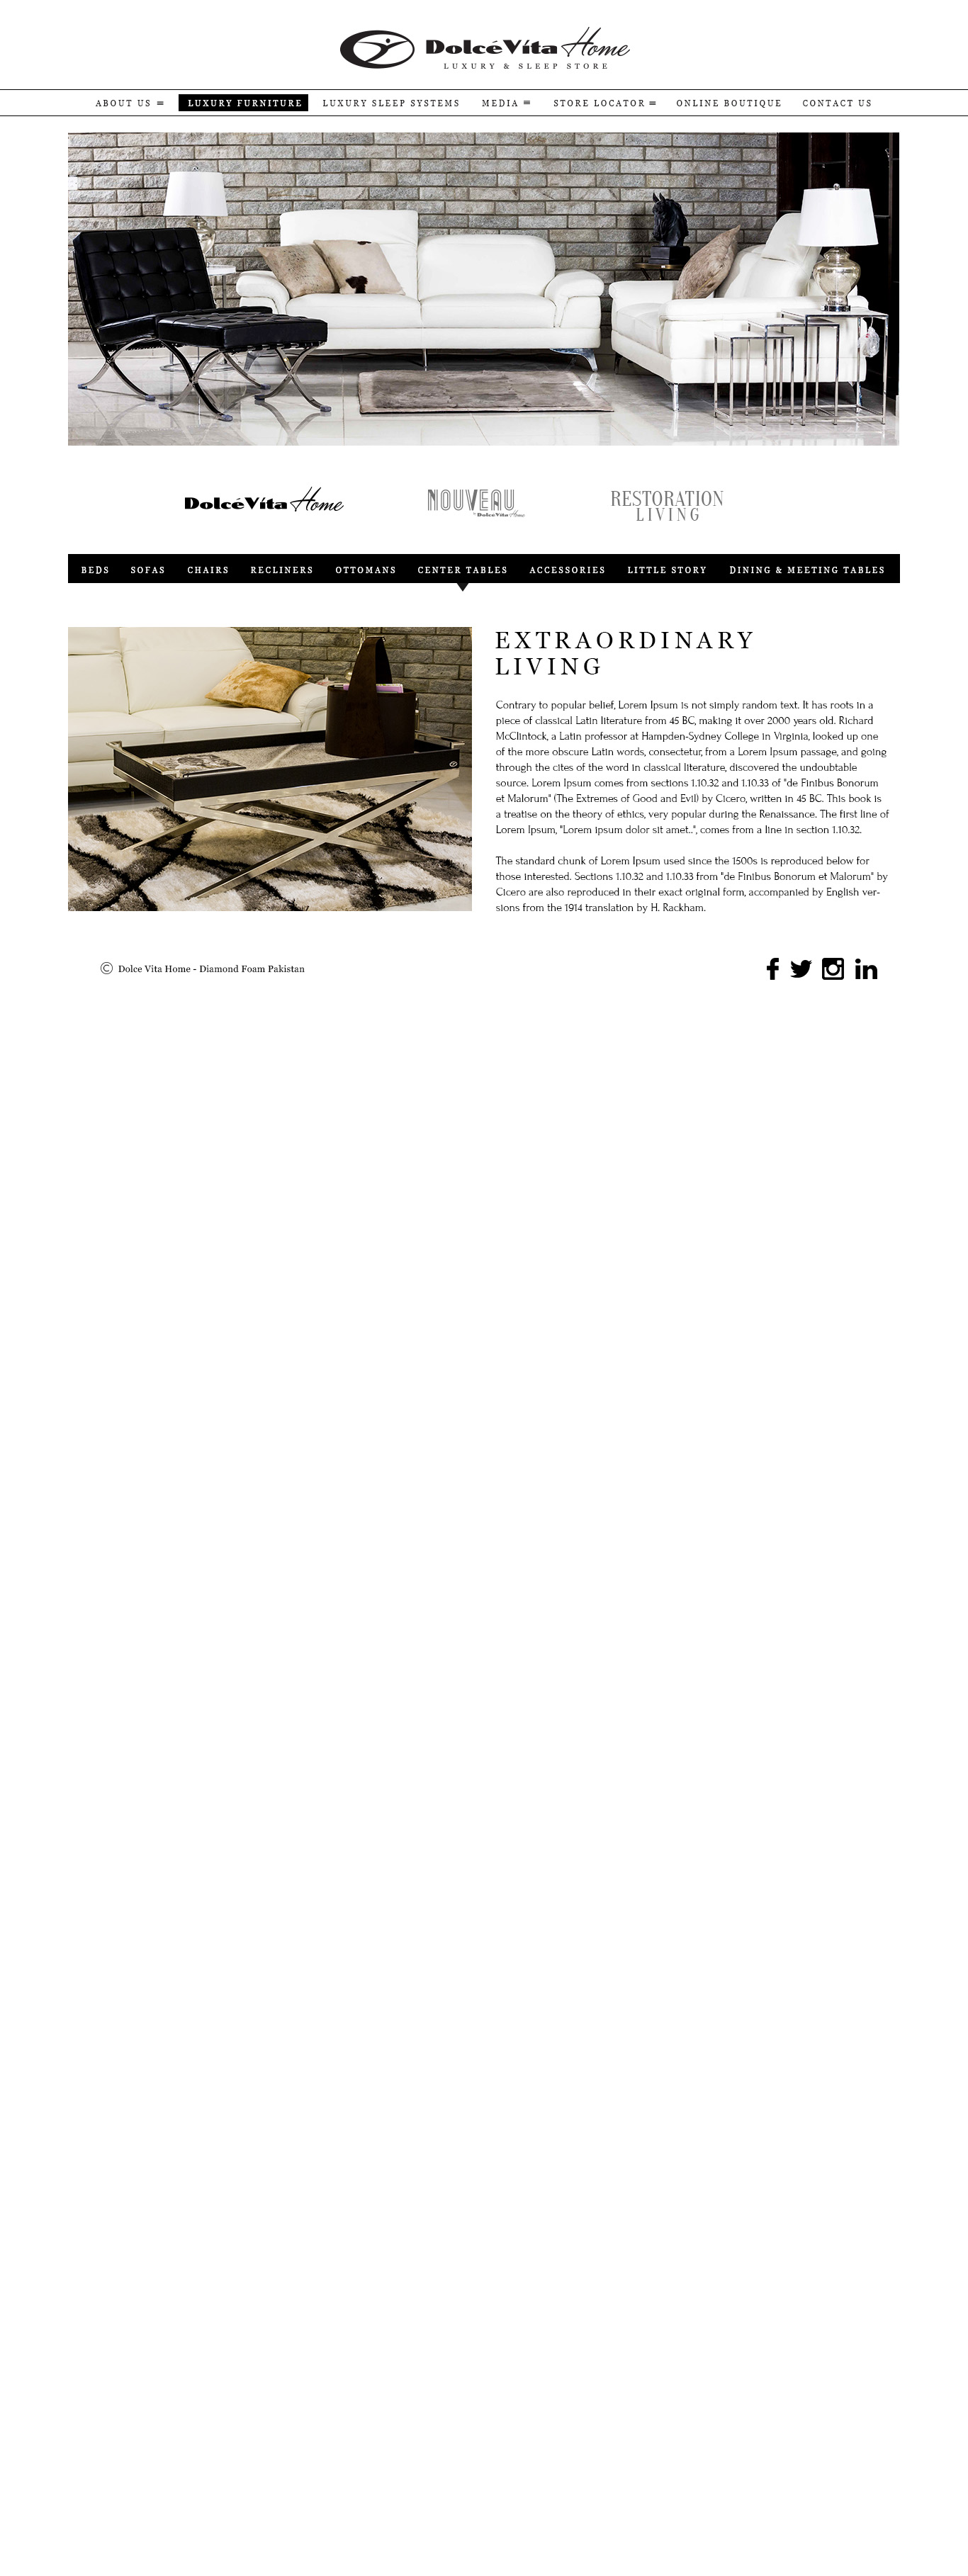 DolcéVíta Home
LUXURY & SLEEP STORE
ABOUT US LUXURY FURNITURE LUXURY SLEEP SYSTEMS MEDIA STORE LOCATOR ONLINE BOUTIQUE CONTACT US
DolcéVíta Home
NOUVEAU
by DolcéVíta Home
RESTORATION
LIVING
BEDS SOFAS CHAIRS RECLINERS OTTOMANS CENTER TABLES ACCESSORIES LITTLE STORY DINING & MEETING TABLES
EXTRAORDINARY
LIVING
Contrary to popular belief, Lorem Ipsum is not simply random text. It has roots in a
piece of classical Latin literature from 45 BC, making it over 2000 years old. Richard
McClintock, a Latin professor at Hampden-Sydney College in Virginia, looked up one
of the more obscure Latin words, consectetur, from a Lorem Ipsum passage, and going
through the cites of the word in classical literature, discovered the undoubtable
source. Lorem Ipsum comes from sections 1.10.32 and 1.10.33 of "de Finibus Bonorum
et Malorum" (The Extremes of Good and Evil) by Cicero, written in 45 BC. This book is
a treatise on the theory of ethics, very popular during the Renaissance. The first line of
Lorem Ipsum, "Lorem ipsum dolor sit amet..", comes from a line in section 1.10.32.
The standard chunk of Lorem Ipsum used since the 1500s is reproduced below for
those interested. Sections 1.10.32 and 1.10.33 from "de Finibus Bonorum et Malorum" by
Cicero are also reproduced in their exact original form, accompanied by English ver-
sions from the 1914 translation by H. Rackham.
© Dolce Vita Home - Diamond Foam Pakistan